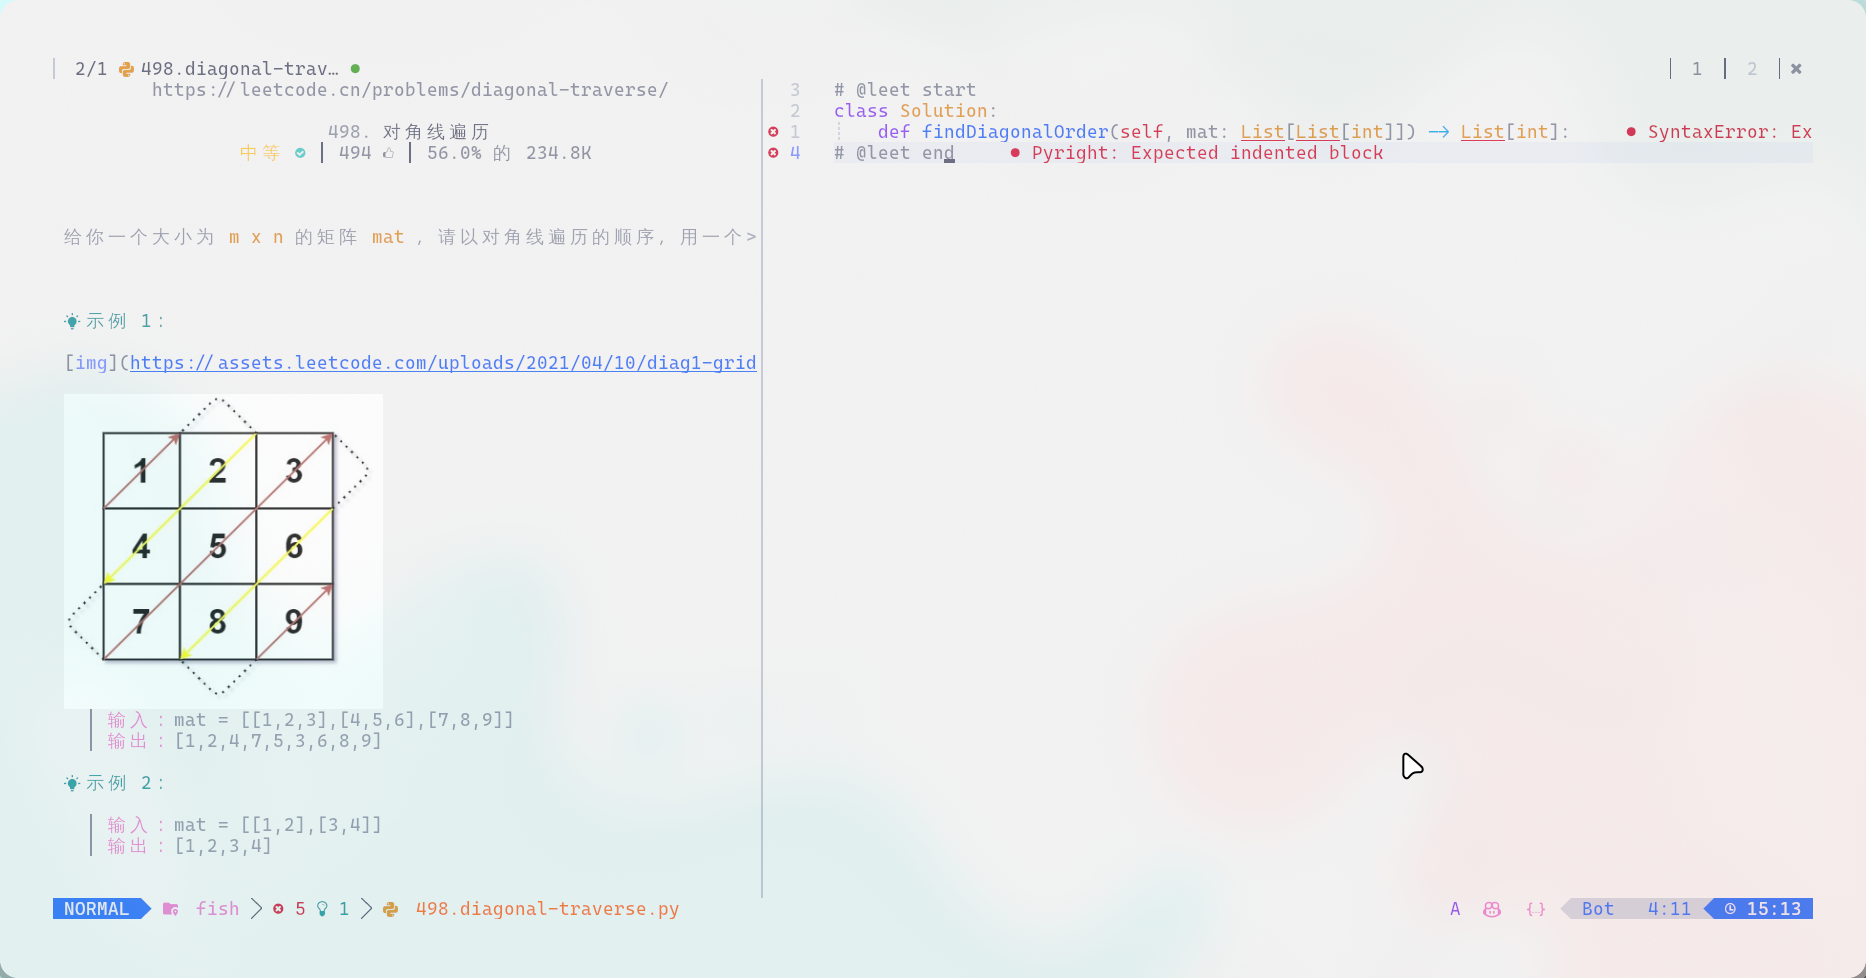 2/1 498.diagonal-trav… 1 2
https://leetcode.cn/problems/diagonal-traverse/
498. 对角线遍历
中等 494 56.0% 的 234.8K
给你一个大小为 m x n 的矩阵 mat , 请以对角线遍历的顺序, 用一个>
示例 1:
[img](https://assets.leetcode.com/uploads/2021/04/10/diag1-grid
1 2 3
4 5 6
7 8 9
输入: mat = [[1,2,3],[4,5,6],[7,8,9]]
输出: [1,2,4,7,5,3,6,8,9]
示例 2:
输入: mat = [[1,2],[3,4]]
输出: [1,2,3,4]
3 # @leet start
2 class Solution:
1 def findDiagonalOrder(self, mat: List[List[int]]) -> List[int]: ● SyntaxError: Ex
4 # @leet end ● Pyright: Expected indented block
NORMAL fish 5 1 498.diagonal-traverse.py A {} Bot 4:11 15:13